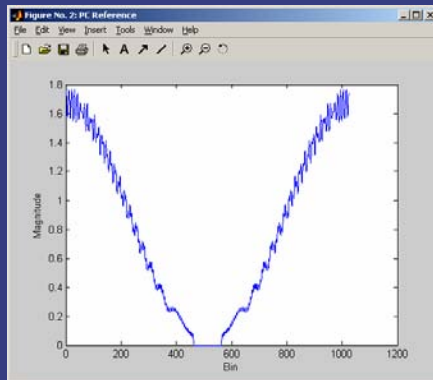 Figure No. 2: PC Reference
File Edit View Insert Tools Window Help
1.8
1.6
1.4
1.2
1
0.8
0.6
0.4
0.2
0
0 200 400 600 800 1000 1200
Magnitude
Bin